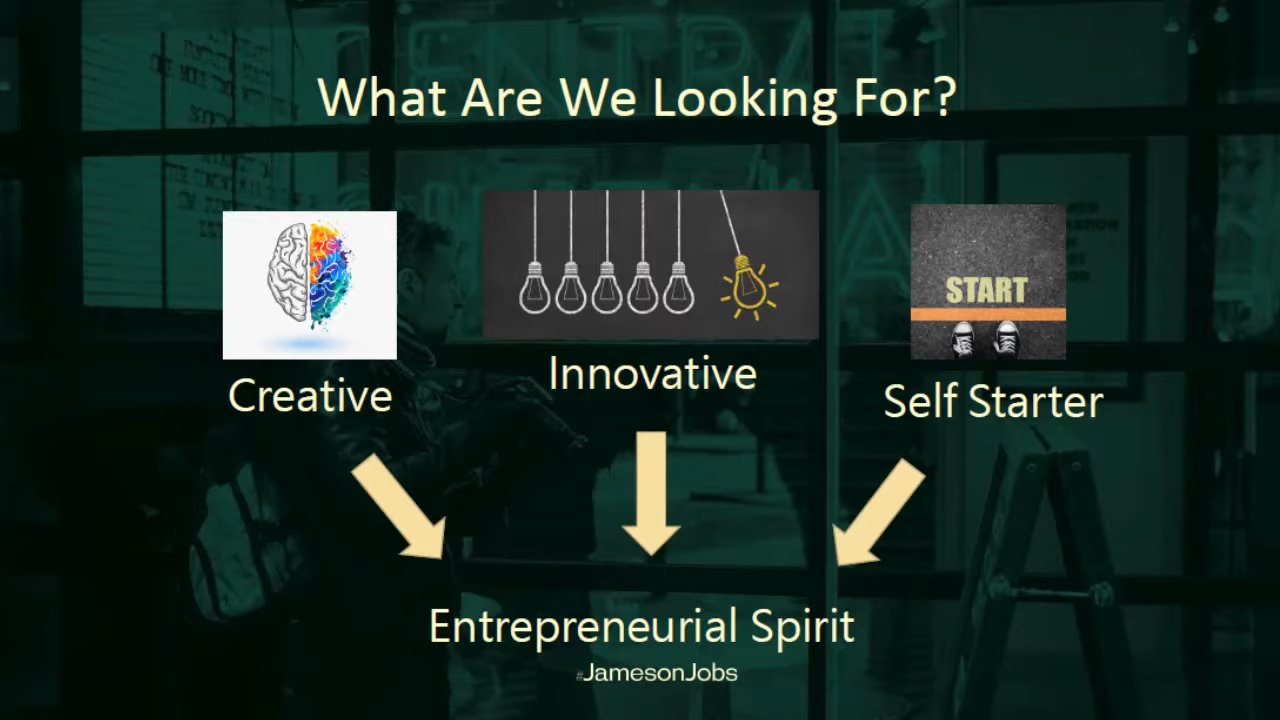 What Are We Looking For?
START
Creative
Innovative
Self Starter
Entrepreneurial Spirit
#JamesonJobs